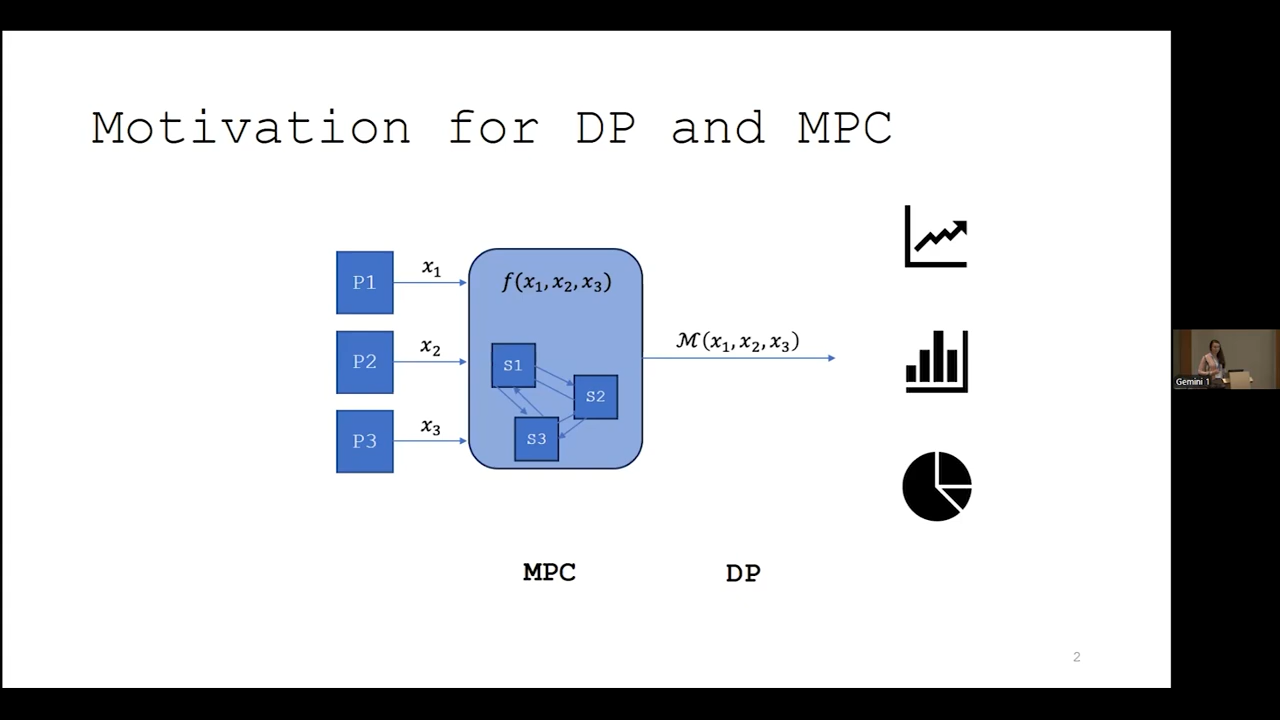 Motivation for DP and MPC
P1
x₁
P2
x₂
P3
x₃
f(x₁, x₂, x₃)
S1
S2
S3
ℳ(x₁, x₂, x₃)
MPC
DP
2
Gemini 1